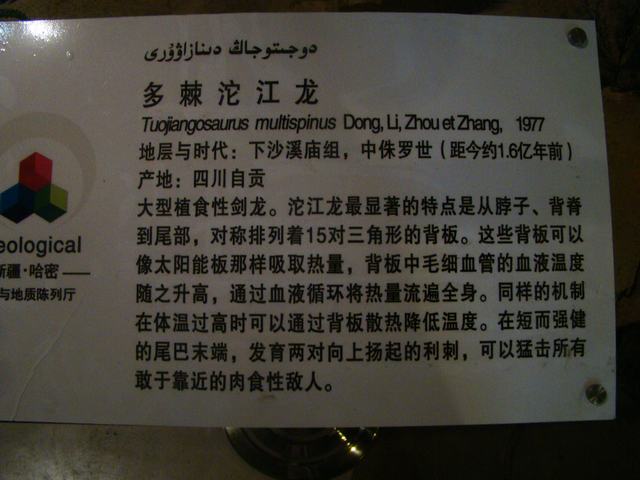 دوجىتوجاڭ دىنازاۋۇرى
多棘沱江龙
Tuojiangosaurus multispinus Dong, Li, Zhou et Zhang, 1977
地层与时代：下沙溪庙组，中侏罗世（距今约1.6亿年前）
产地：四川自贡
大型植食性剑龙。沱江龙最显著的特点是从脖子、背脊
到尾部，对称排列着15对三角形的背板。这些背板可以
像太阳能板那样吸取热量，背板中毛细血管的血液温度
随之升高，通过血液循环将热量流遍全身。同样的机制
在体温过高时可以通过背板散热降低温度。在短而强健
的尾巴末端，发育两对向上扬起的利刺，可以猛击所有
敢于靠近的肉食性敌人。
eological
新疆·哈密
与地质陈列厅